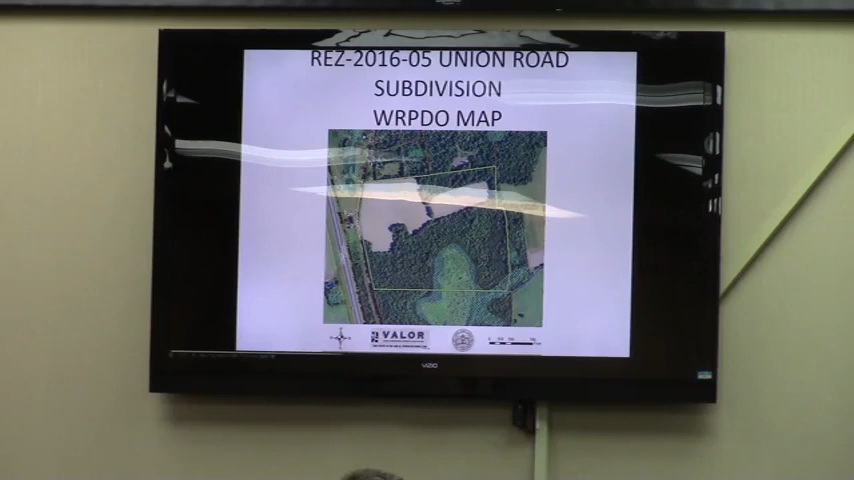 REZ-2016-05 UNION ROAD
SUBDIVISION
WRPDO MAP
VALOR
VIZIO